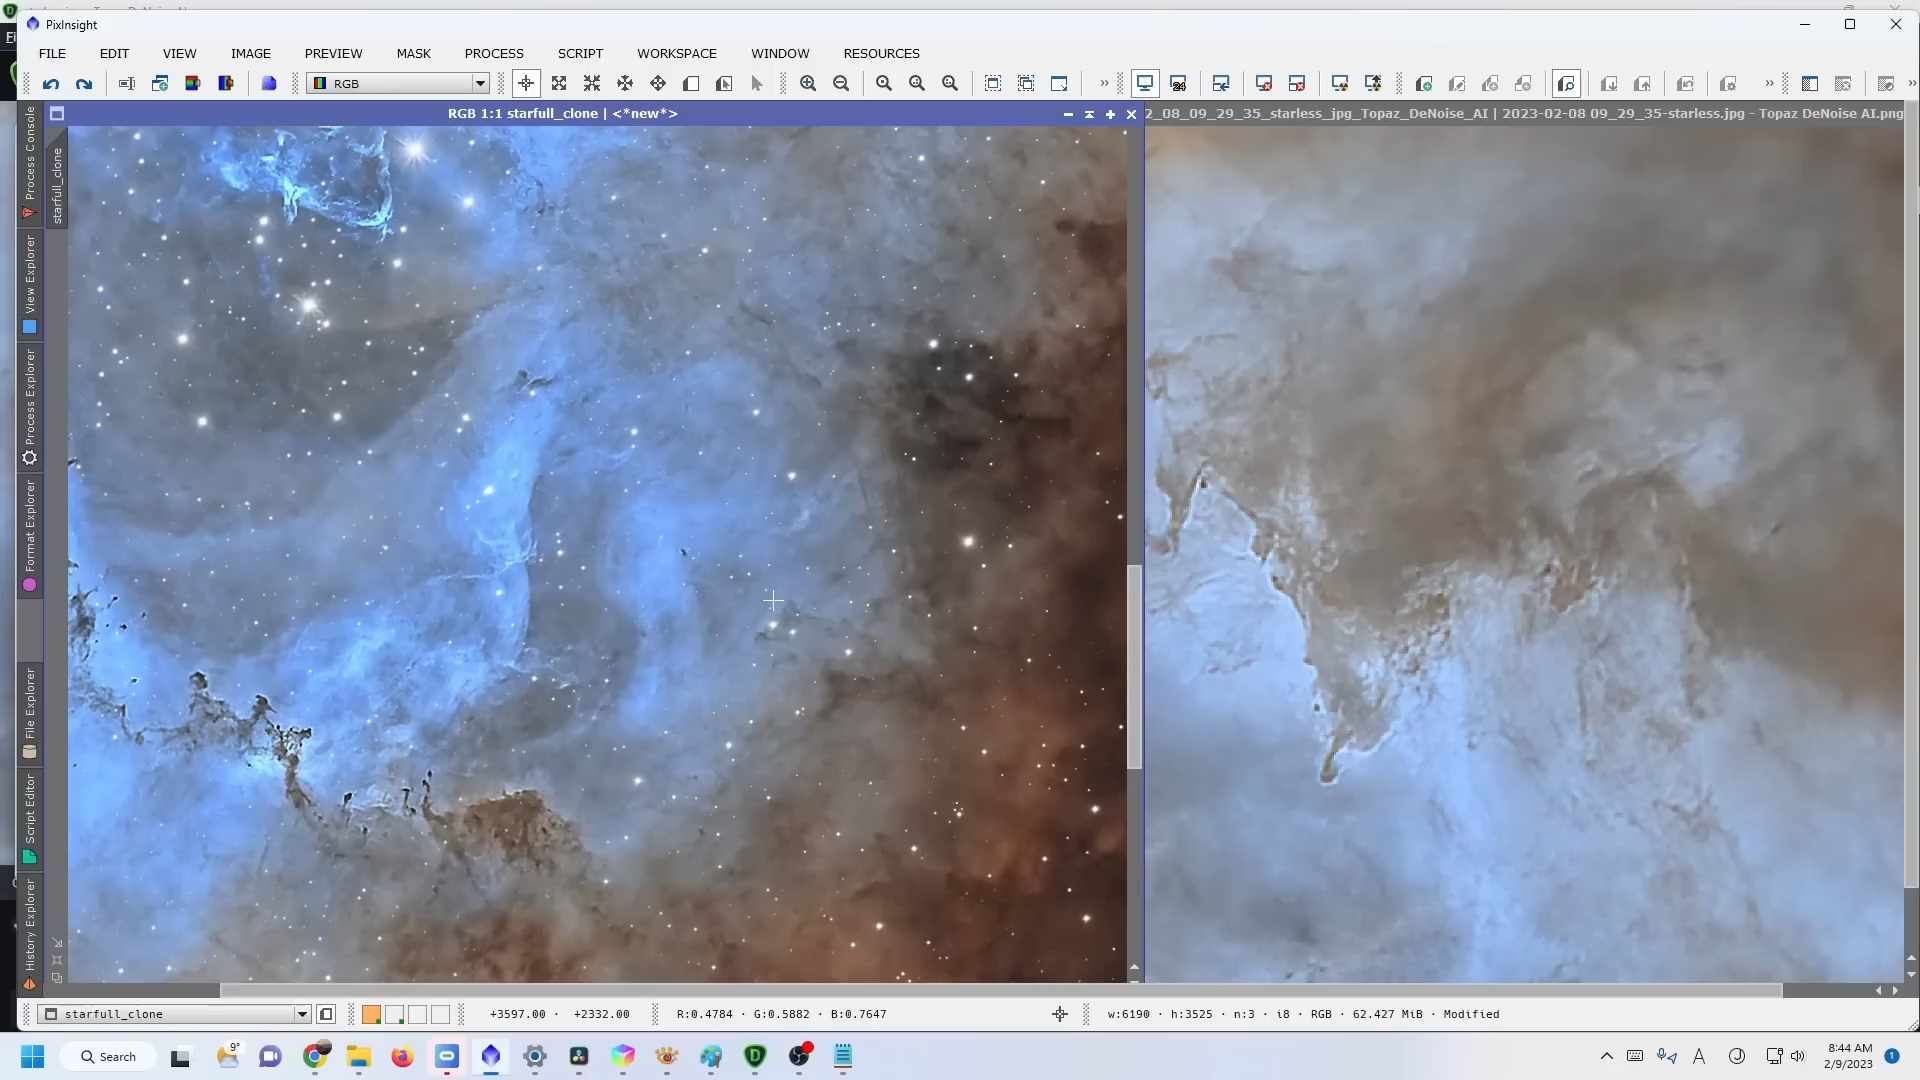 PixInsight
FILE EDIT VIEW IMAGE PREVIEW MASK PROCESS SCRIPT WORKSPACE WINDOW RESOURCES
RGB
24
RGB 1:1 starfull_clone | <*new*>
2_08_09_29_35_starless_jpg_Topaz_DeNoise_AI | 2023-02-08 09_29_35-starless.jpg - Topaz DeNoise AI.png
starfull_clone
Process Console
View Explorer
Process Explorer
Format Explorer
File Explorer
Script Editor
History Explorer
starfull_clone
+3597.00 · +2332.00
R:0.4784 · G:0.5882 · B:0.7647
w:6190 · h:3525 · n:3 · i8 · RGB · 62.427 MiB · Modified
Search
9°
8:44 AM
2/9/2023
1